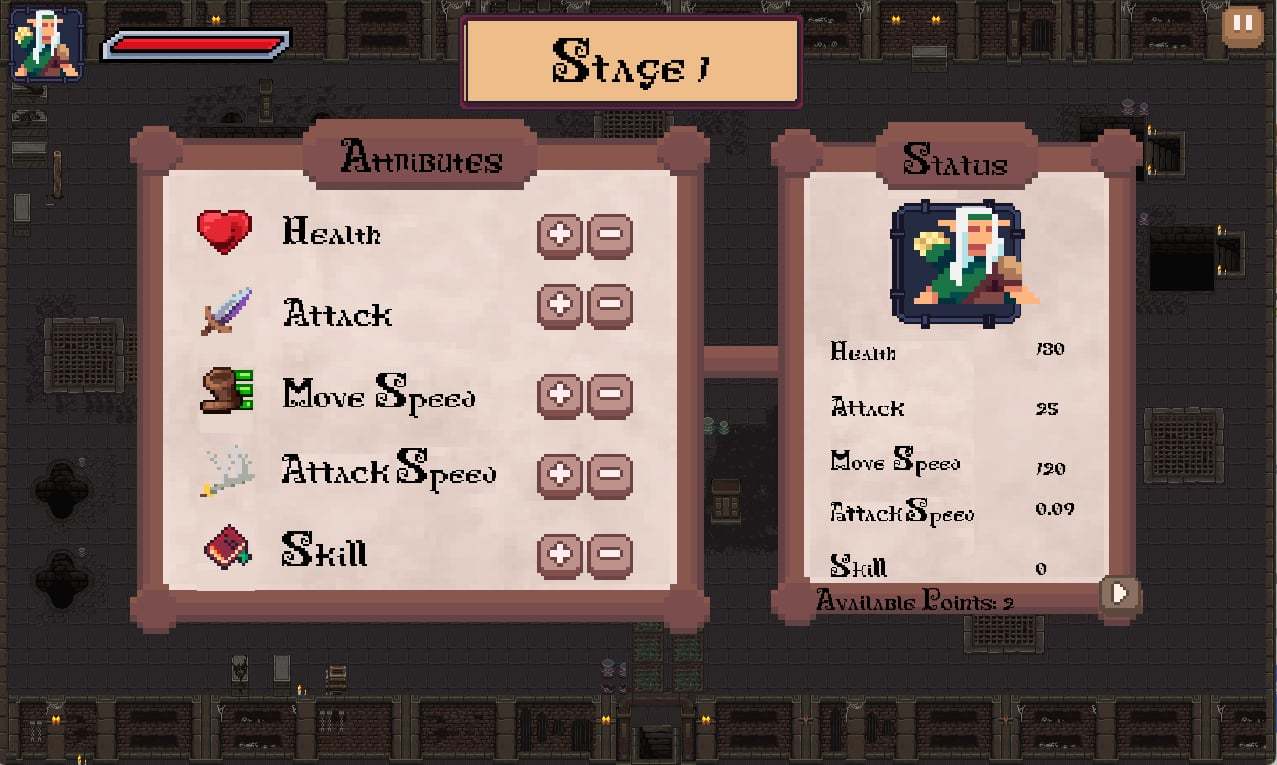 Stage 1
Attributes
Health
Attack
Move Speed
Attack Speed
Skill
Status
Health 130
Attack 25
Move Speed 120
Attack Speed 0.09
Skill 0
Available Points: 2